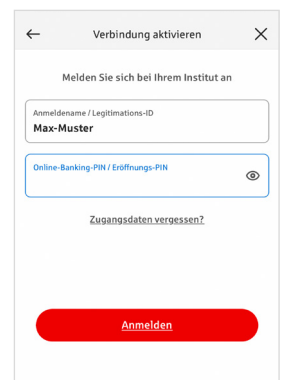 Verbindung aktivieren
Melden Sie sich bei Ihrem Institut an
Anmeldename / Legitimations-ID
Max-Muster
Online-Banking-PIN / Eröffnungs-PIN
Zugangsdaten vergessen?
Anmelden